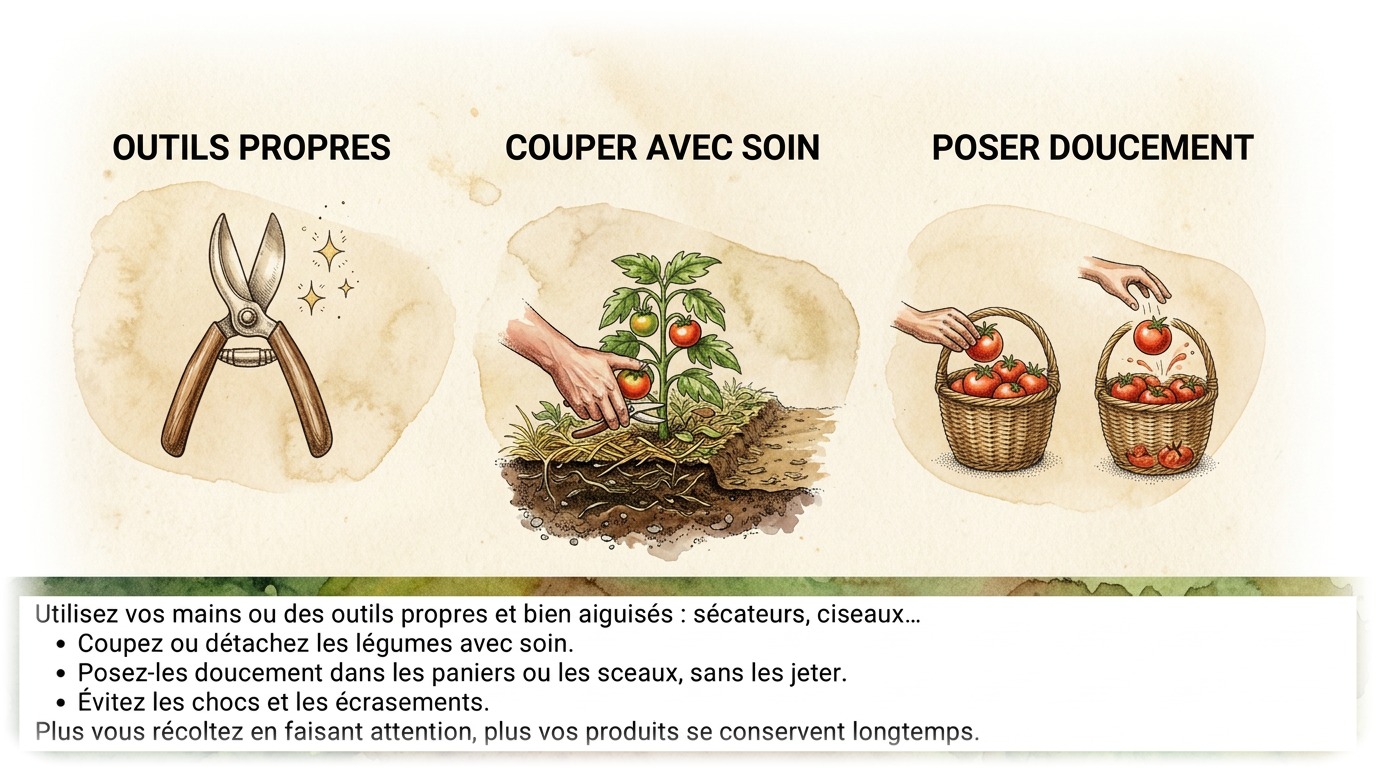 OUTILS PROPRES
COUPER AVEC SOIN
POSER DOUCEMENT
Utilisez vos mains ou des outils propres et bien aiguisés : sécateurs, ciseaux...
• Coupez ou détachez les légumes avec soin.
• Posez-les doucement dans les paniers ou les sceaux, sans les jeter.
• Évitez les chocs et les écrasements.
Plus vous récoltez en faisant attention, plus vos produits se conservent longtemps.